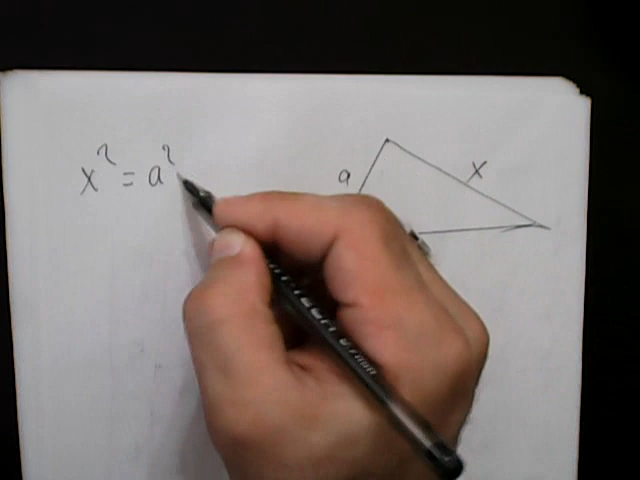 x² = a²
a
x